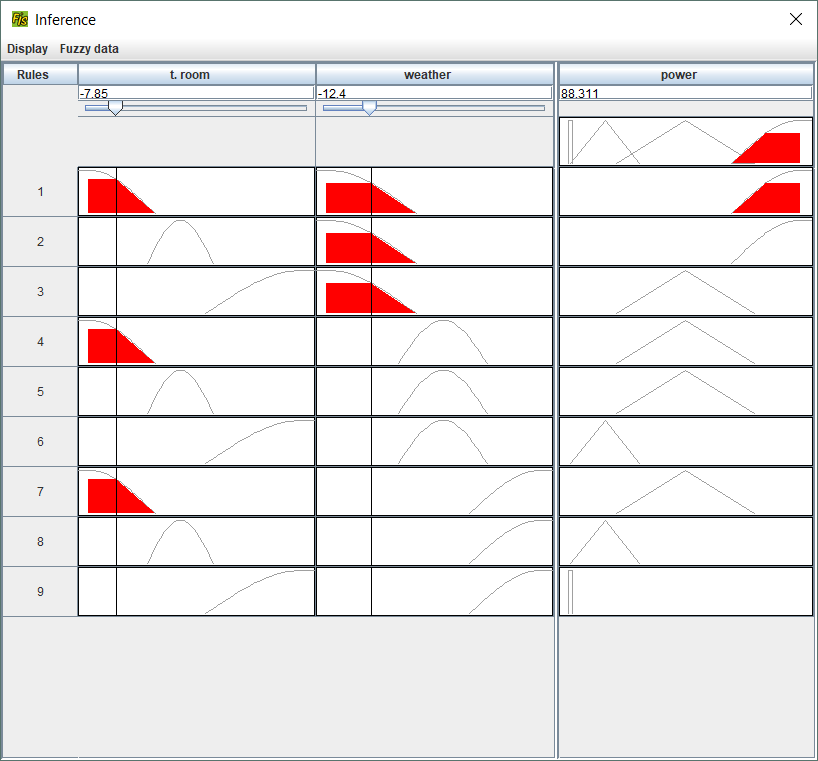 Fis Inference
Display Fuzzy data
Rules t. room weather power
-7.85 -12.4 88.311
1
2
3
4
5
6
7
8
9